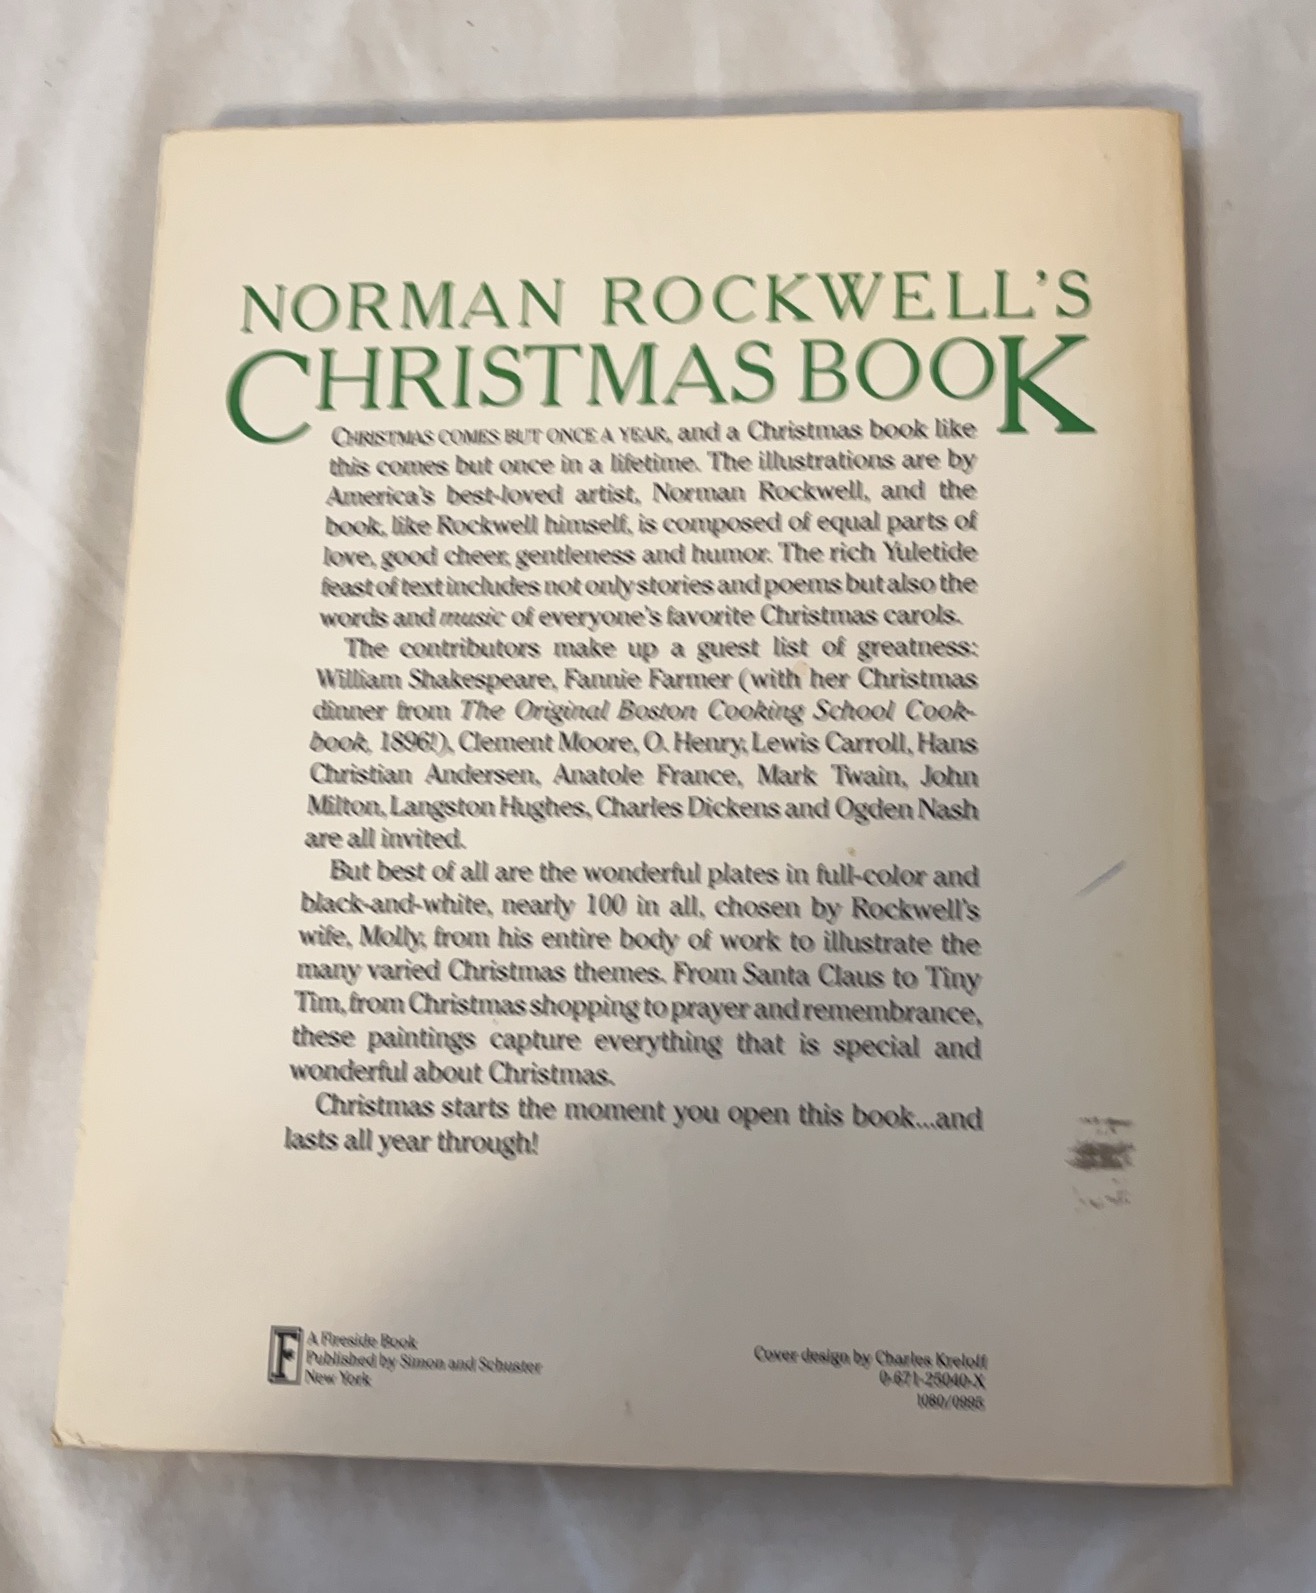 NORMAN ROCKWELL'S
CHRISTMAS BOOK
CHRISTMAS COMES BUT ONCE A YEAR, and a Christmas book like
this comes but once in a lifetime. The illustrations are by
America's best-loved artist, Norman Rockwell, and the
book, like Rockwell himself, is composed of equal parts of
love, good cheer, gentleness and humor. The rich Yuletide
feast of text includes not only stories and poems but also the
words and music of everyone's favorite Christmas carols.
The contributors make up a guest list of greatness:
William Shakespeare, Fannie Farmer (with her Christmas
dinner from The Original Boston Cooking School Cook-
book, 1896!), Clement Moore, O. Henry, Lewis Carroll, Hans
Christian Andersen, Anatole France, Mark Twain, John
Milton, Langston Hughes, Charles Dickens and Ogden Nash
are all invited.
But best of all are the wonderful plates in full-color and
black-and-white, nearly 100 in all, chosen by Rockwell's
wife, Molly, from his entire body of work to illustrate the
many varied Christmas themes. From Santa Claus to Tiny
Tim, from Christmas shopping to prayer and remembrance,
these paintings capture everything that is special and
wonderful about Christmas.
Christmas starts the moment you open this book...and
lasts all year through!
F
A Fireside Book
Published by Simon and Schuster
New York
Cover design by Charles Kreloff
0-671-25040-X
1080/0995